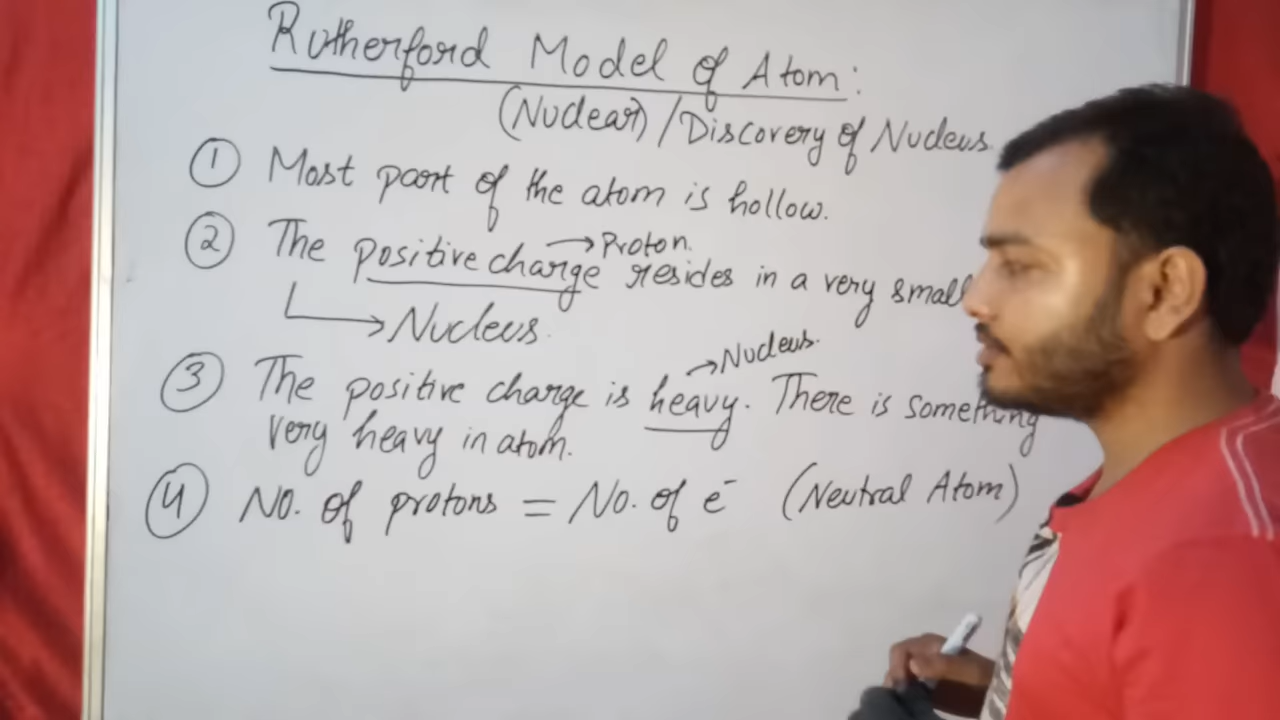 Rutherford Model of Atom:
(Nuclear) / Discovery of Nucleus
① Most part of the atom is hollow.
→ Proton.
② The positive charge resides in a very small
→ Nucleus.
→ Nucleus.
③ The positive charge is heavy. There is something
very heavy in atom.
④ No. of protons = No. of e⁻ (Neutral Atom)